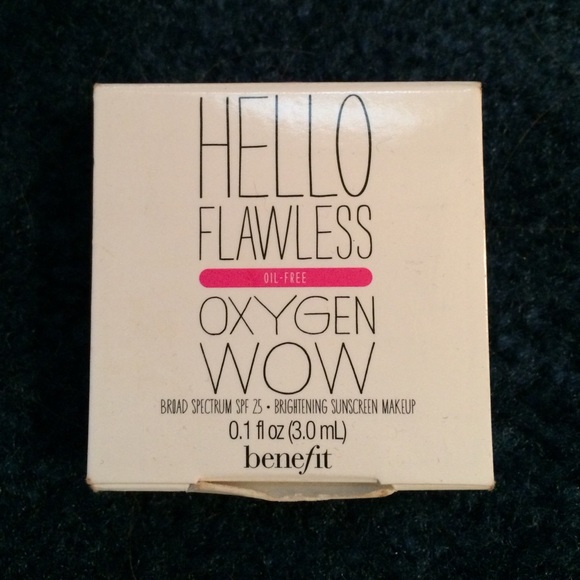 HELLO
FLAWLESS
OIL-FREE
OXYGEN
WOW
BROAD SPECTRUM SPF 25 • BRIGHTENING SUNSCREEN MAKEUP
0.1 fl oz (3.0 mL)
benefit